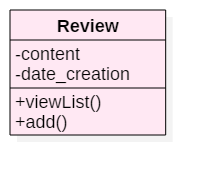 Review
-content
-date_creation
+viewList()
+add()